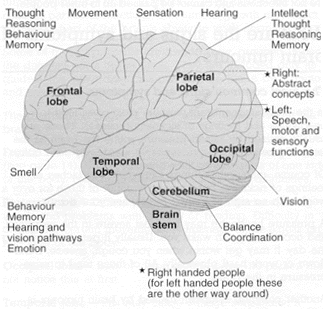 Thought
Reasoning
Behaviour
Memory
Movement
Sensation
Hearing
Intellect
Thought
Reasoning
Memory
Frontal
lobe
Parietal
lobe
★ Right:
Abstract
concepts
★ Left:
Speech,
motor and
sensory
functions
Occipital
lobe
Temporal
lobe
Smell
Cerebellum
Vision
Behaviour
Memory
Hearing and
vision pathways
Emotion
Brain
stem
Balance
Coordination
★ Right handed people
(for left handed people these
are the other way around)